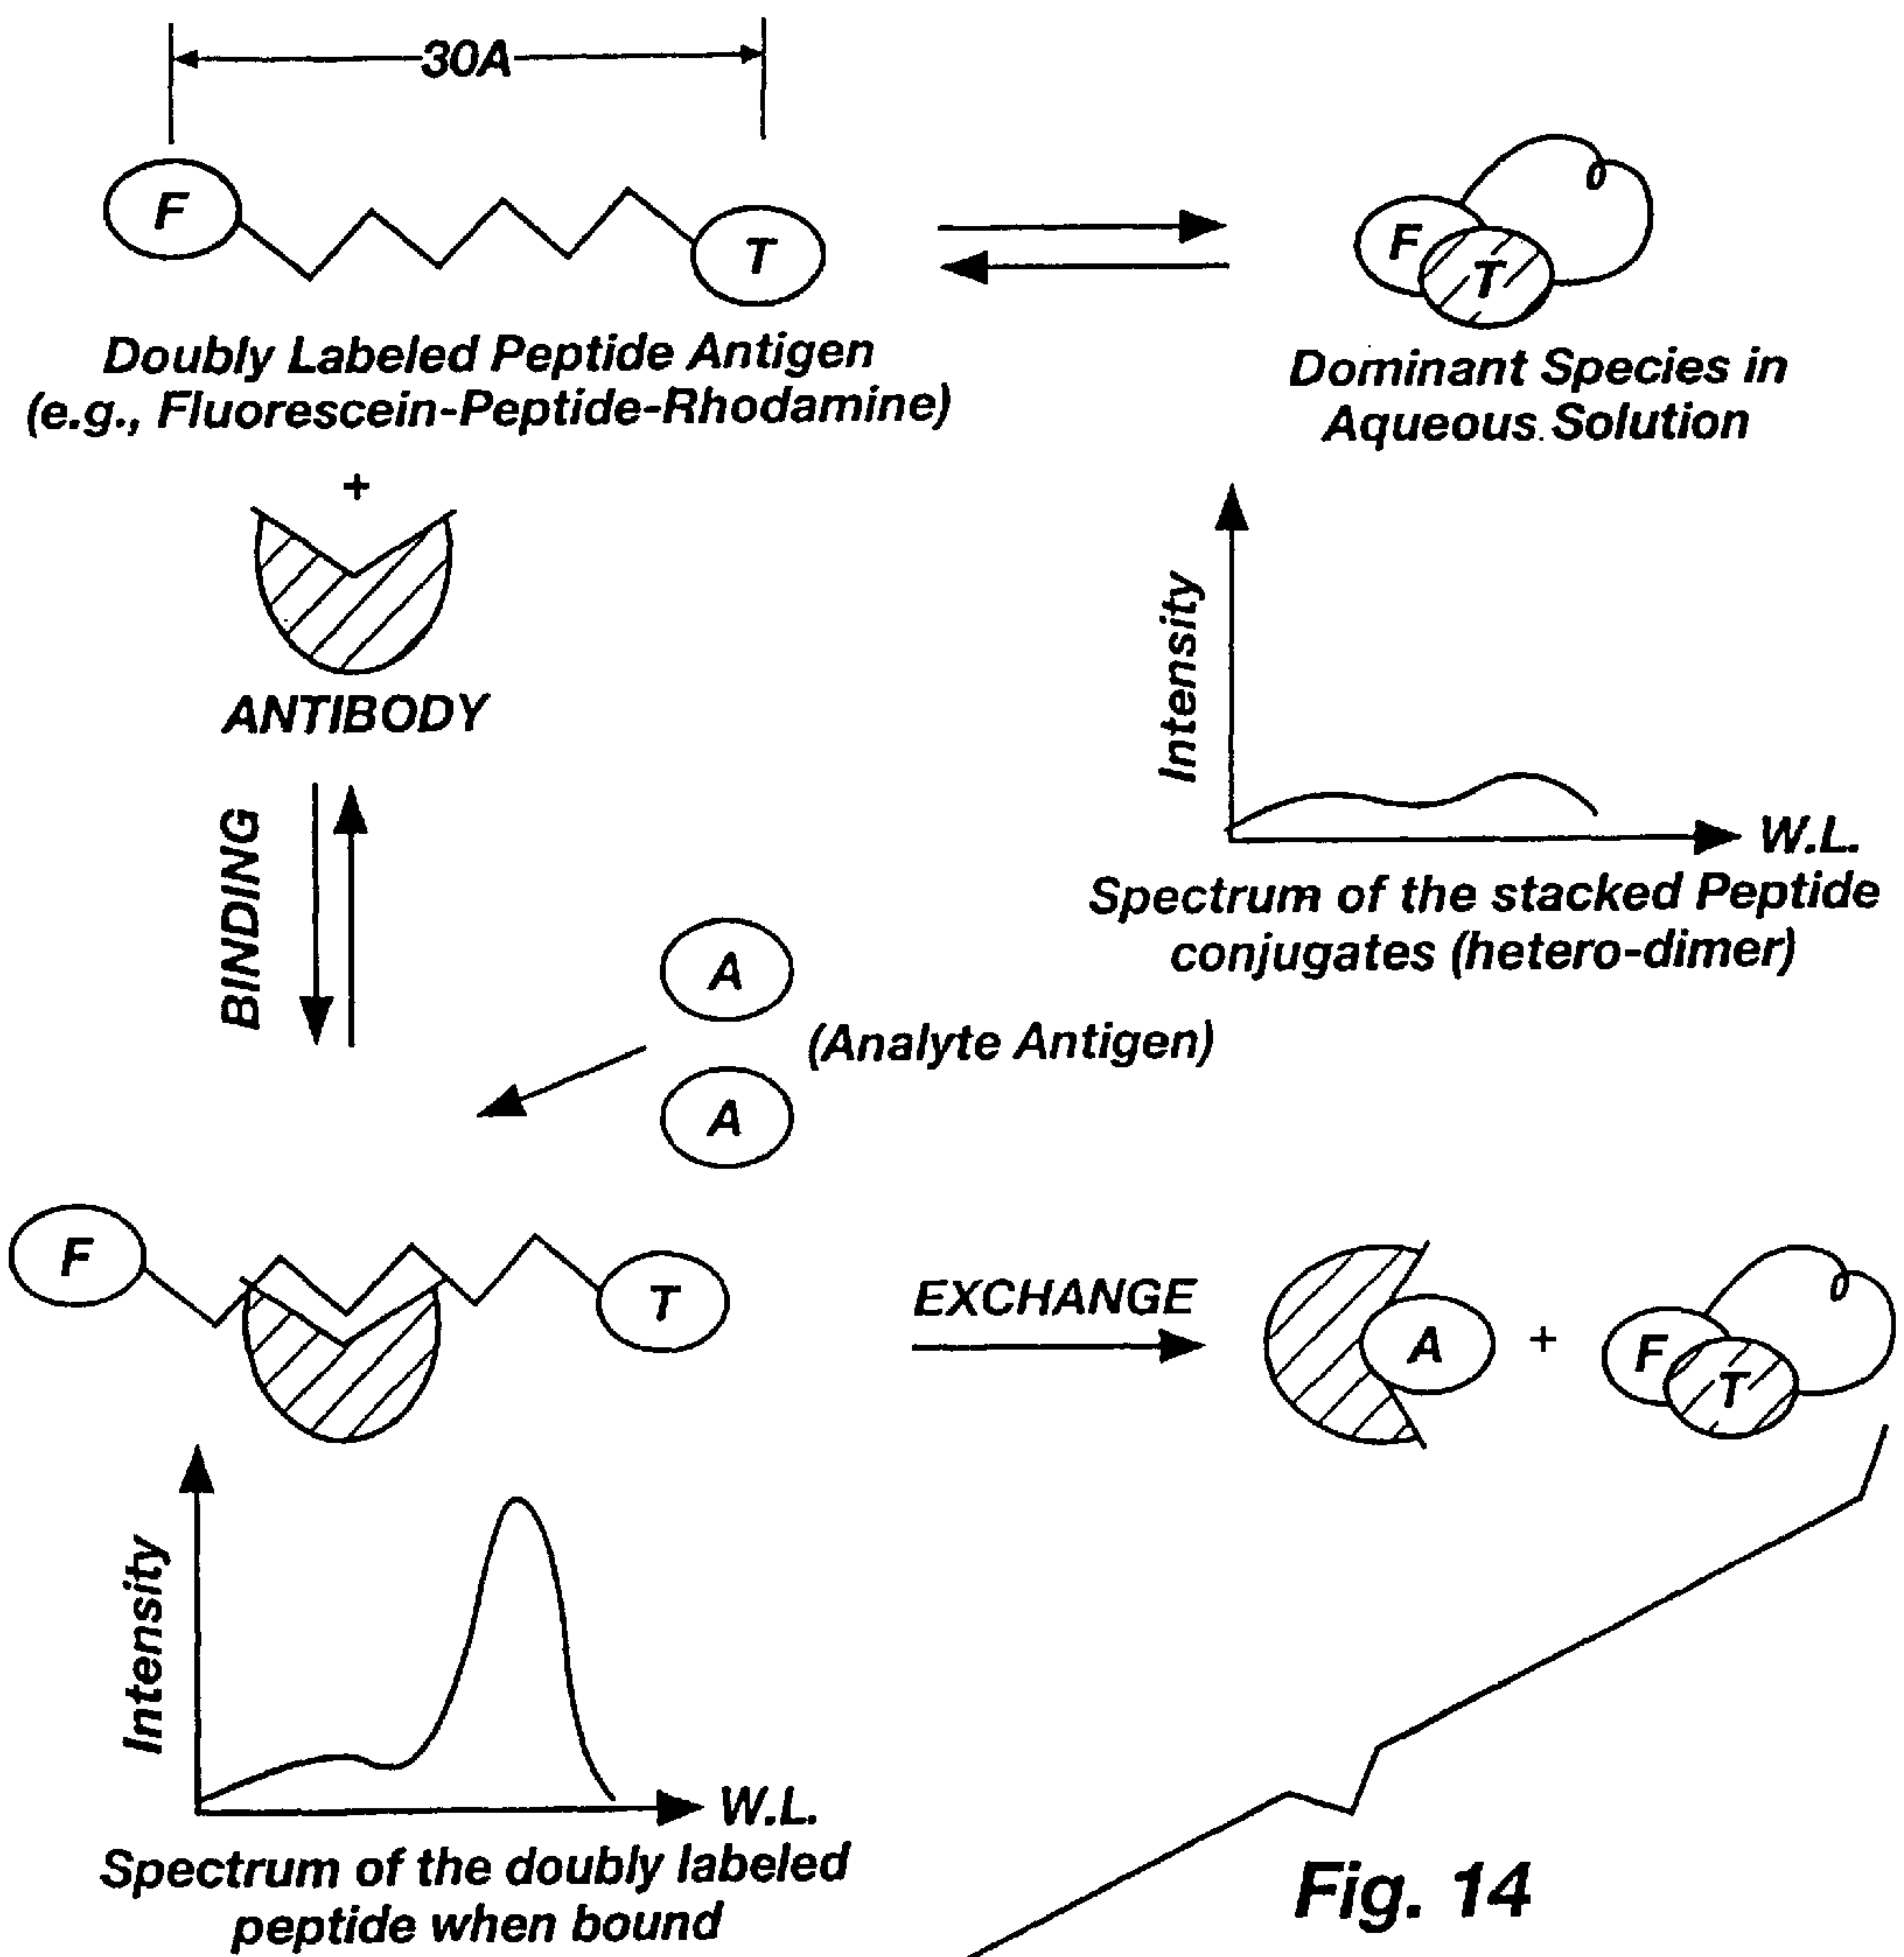 30A
F
T
F
T
Doubly Labeled Peptide Antigen
(e.g., Fluorescein-Peptide-Rhodamine)
Dominant Species in
Aqueous Solution
+
ANTIBODY
Intensity
W.L.
Spectrum of the stacked Peptide
conjugates (hetero-dimer)
BINDING
A
(Analyte Antigen)
A
F
T
EXCHANGE
A
+
F
T
Intensity
W.L.
Spectrum of the doubly labeled
peptide when bound
Fig. 14